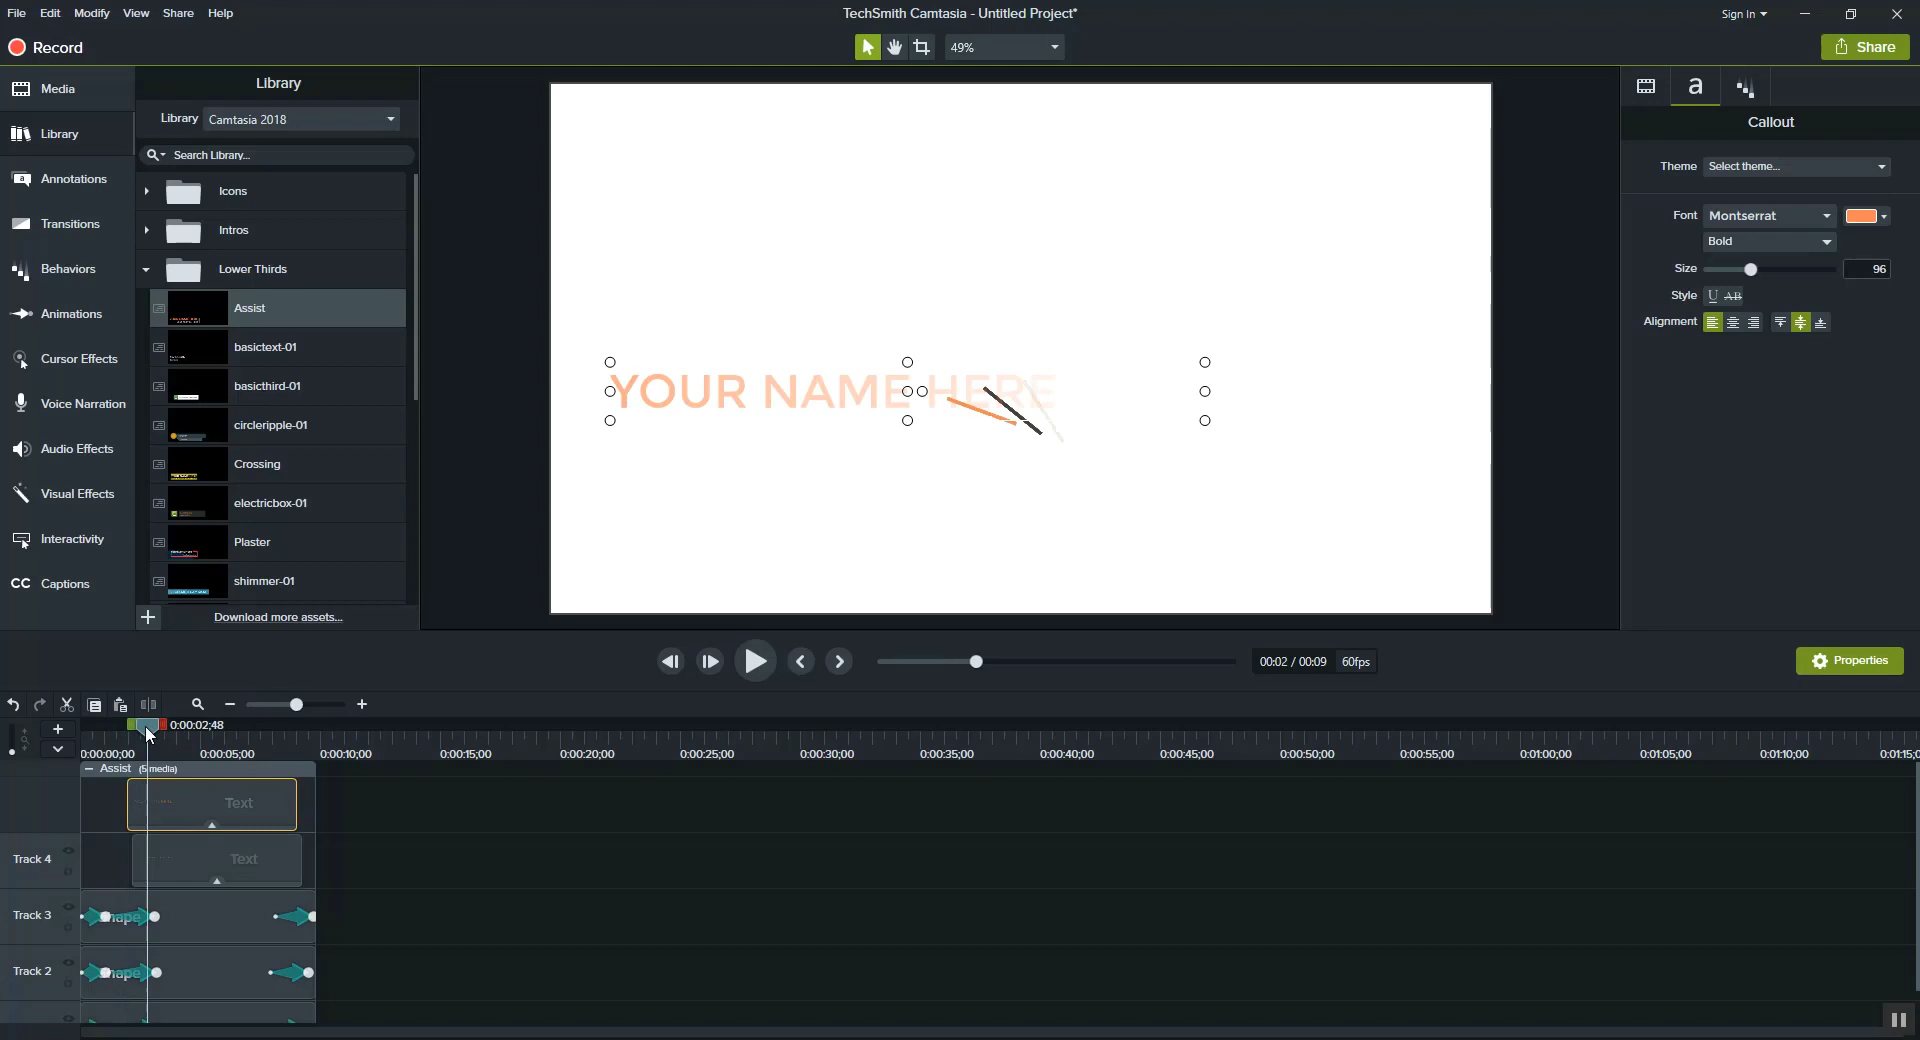 File Edit Modify View Share Help
TechSmith Camtasia - Untitled Project*
Sign In
Record
49%
Share
Media
Library
Annotations
Transitions
Behaviors
Animations
Cursor Effects
Voice Narration
Audio Effects
Visual Effects
Interactivity
CC Captions
Library
Library Camtasia 2018
Search Library...
Icons
Intros
Lower Thirds
Assist
basictext-01
basicthird-01
circleripple-01
Crossing
electricbox-01
Plaster
shimmer-01
Download more assets...
YOUR NAME HERE
a
Callout
Theme Select theme...
Font Montserrat
Bold
Size 96
Style U AB
Alignment
00:02 / 00:09 60fps
Properties
0:00:02;48
0:00:00;00 0:00:05;00 0:00:10;00 0:00:15;00 0:00:20;00 0:00:25;00 0:00:30;00 0:00:35;00 0:00:40;00 0:00:45;00 0:00:50;00 0:00:55;00 0:01:00;00 0:01:05;00 0:01:10;00
Assist (5 media)
Text
Track 4
Text
Track 3
Shape
Track 2
Shape